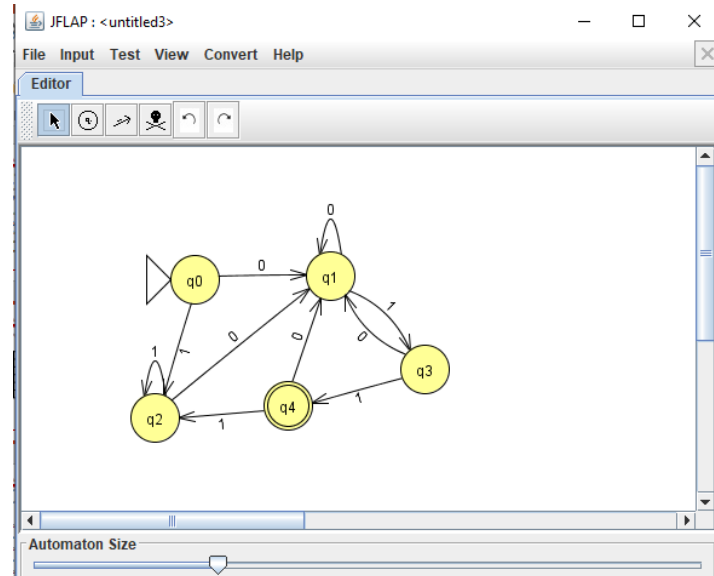 JFLAP : <untitled3>
File Input Test View Convert Help
Editor
0
q0
0
q1
1
0
1
0
1
q3
0
1
q2
1
q4
1
Automaton Size